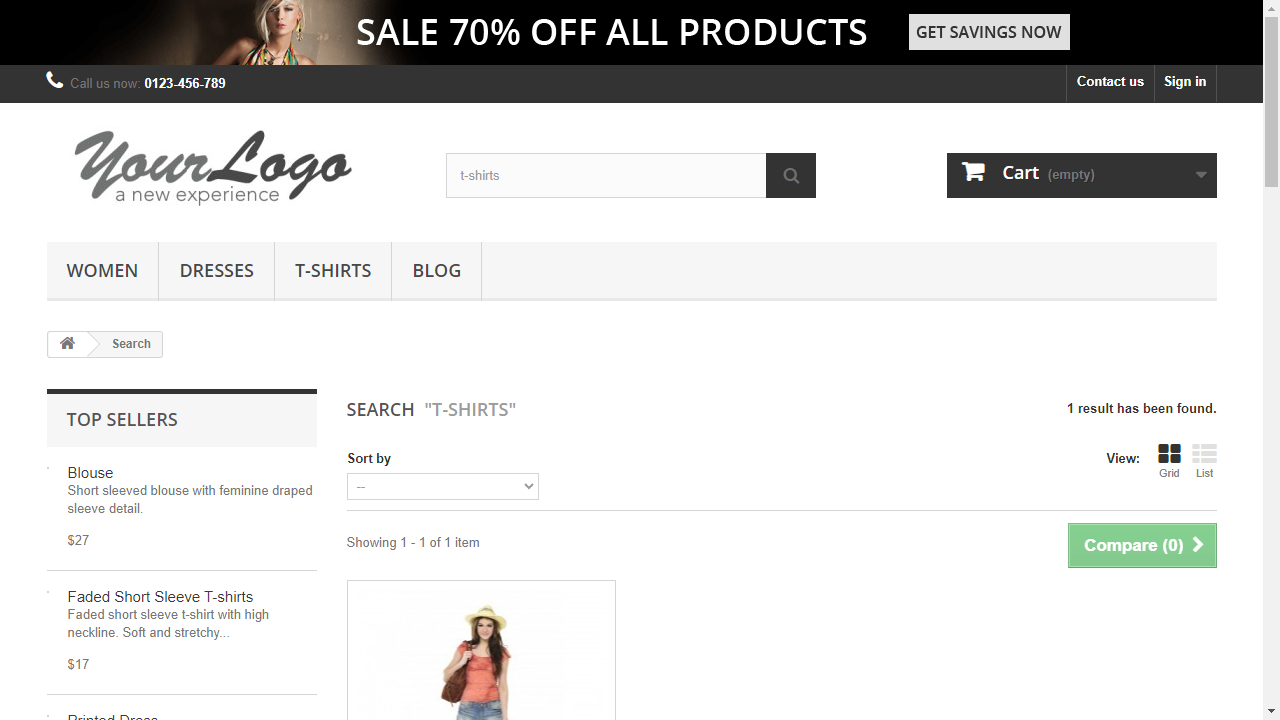 SALE 70% OFF ALL PRODUCTS
GET SAVINGS NOW
Call us now: 0123-456-789
Contact us
Sign in
YourLogo
a new experience
t-shirts
Cart (empty)
WOMEN
DRESSES
T-SHIRTS
BLOG
Search
TOP SELLERS
Blouse
Short sleeved blouse with feminine draped
sleeve detail.
$27
Faded Short Sleeve T-shirts
Faded short sleeve t-shirt with high
neckline. Soft and stretchy...
$17
Printed Dress
SEARCH "T-SHIRTS"
1 result has been found.
Sort by
--
View:
Grid
List
Showing 1 - 1 of 1 item
Compare (0)